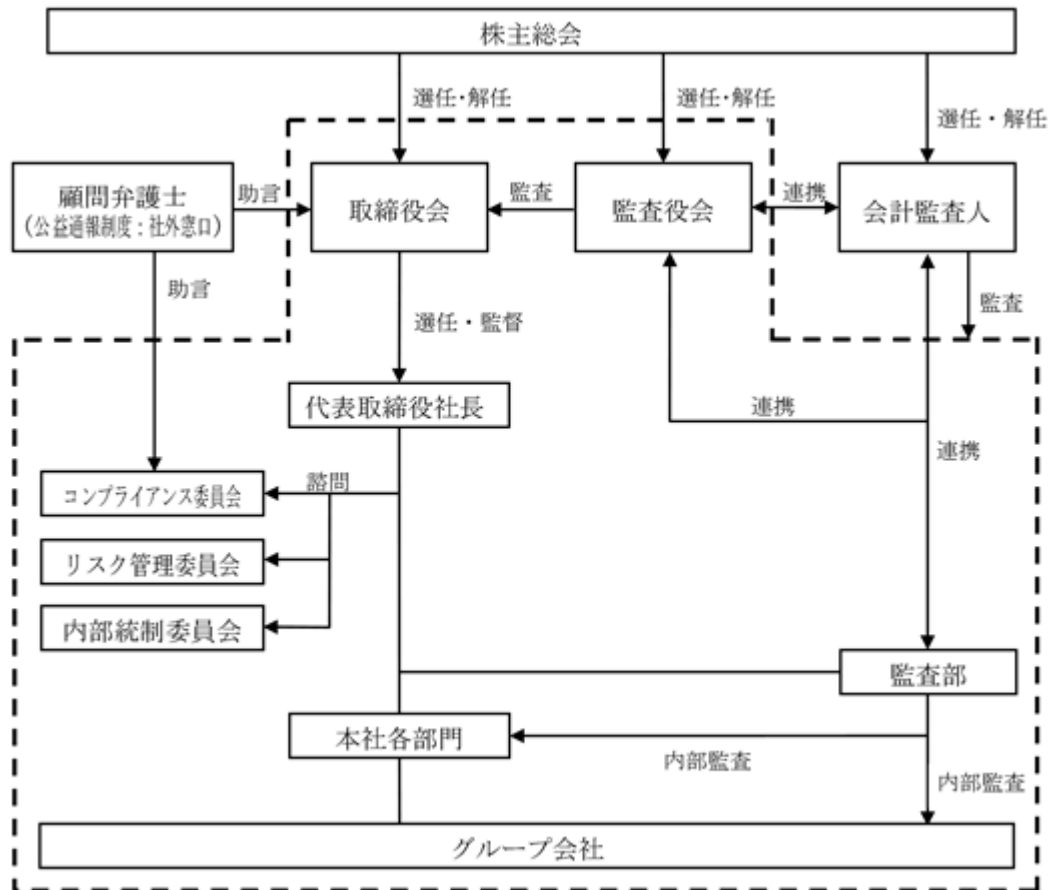 株主総会
選任・解任
選任・解任
選任・解任
顧問弁護士
(公益通報制度：社外窓口)
助言
取締役会
監査
監査役会
連携
会計監査人
助言
選任・監督
監査
代表取締役社長
連携
連携
コンプライアンス委員会
諮問
リスク管理委員会
内部統制委員会
監査部
本社各部門
内部監査
内部監査
グループ会社